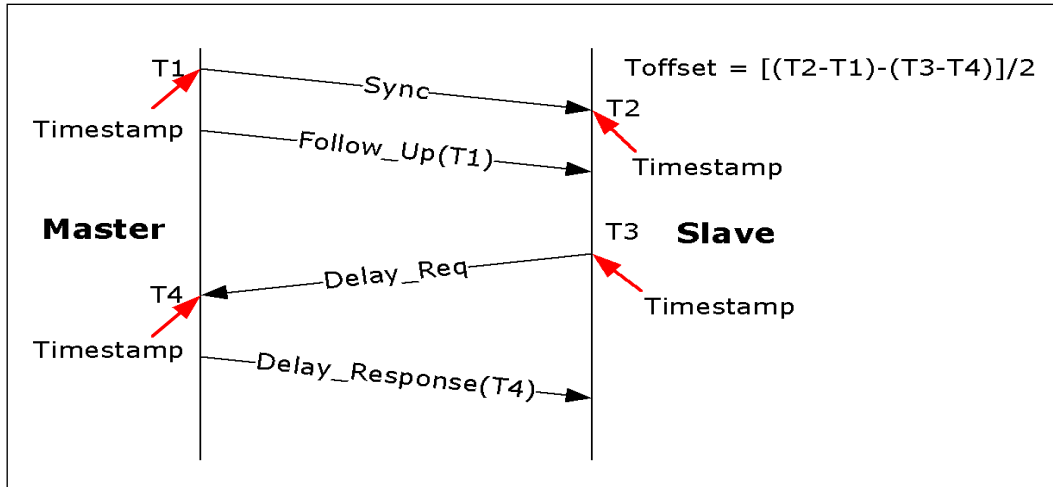 T1
Toffset = [(T2-T1)-(T3-T4)]/2
Sync
T2
Timestamp
Follow_Up(T1)
Timestamp
Master
T3
Slave
Delay_Req
T4
Timestamp
Timestamp
Delay_Response(T4)